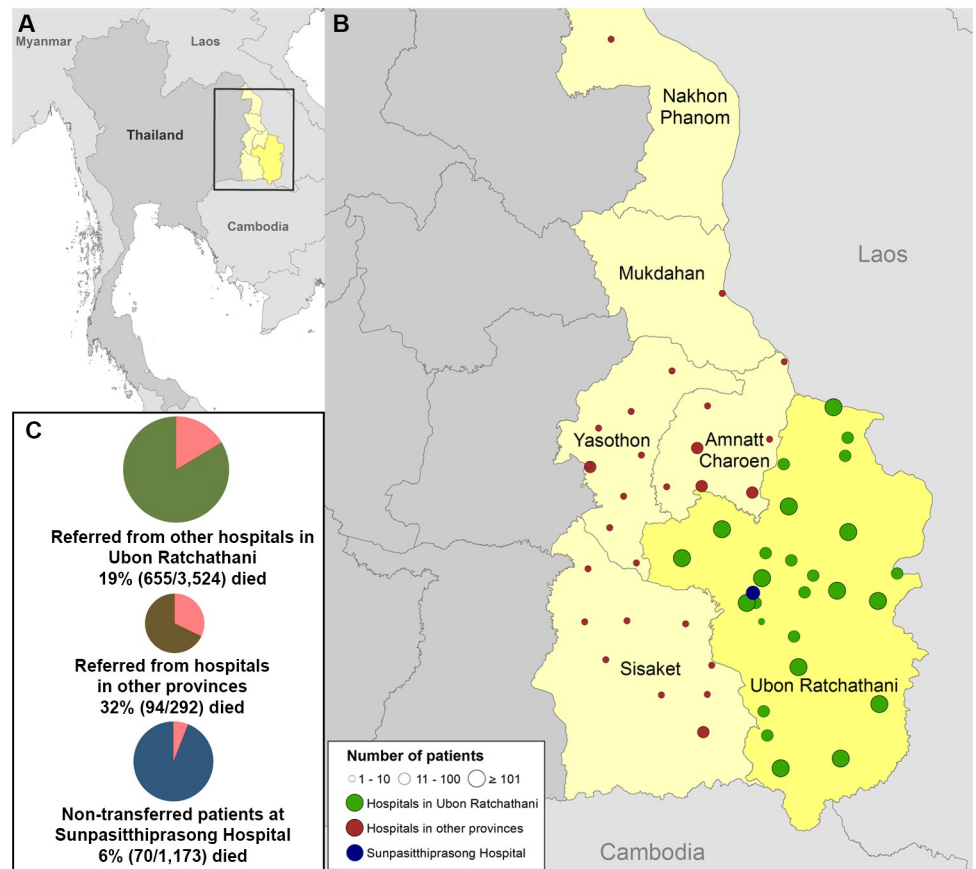 A
Myanmar
Laos
Thailand
Cambodia
B
Nakhon
Phanom
Mukdahan
Laos
Yasothon
Amnatt
Charoen
Sisaket
Ubon Ratchathani
Cambodia
Number of patients
1 - 10
11 - 100
≥ 101
Hospitals in Ubon Ratchathani
Hospitals in other provinces
Sunpasitthiprasong Hospital
C
Referred from other hospitals in
Ubon Ratchathani
19% (655/3,524) died
Referred from hospitals
in other provinces
32% (94/292) died
Non-transferred patients at
Sunpasitthiprasong Hospital
6% (70/1,173) died